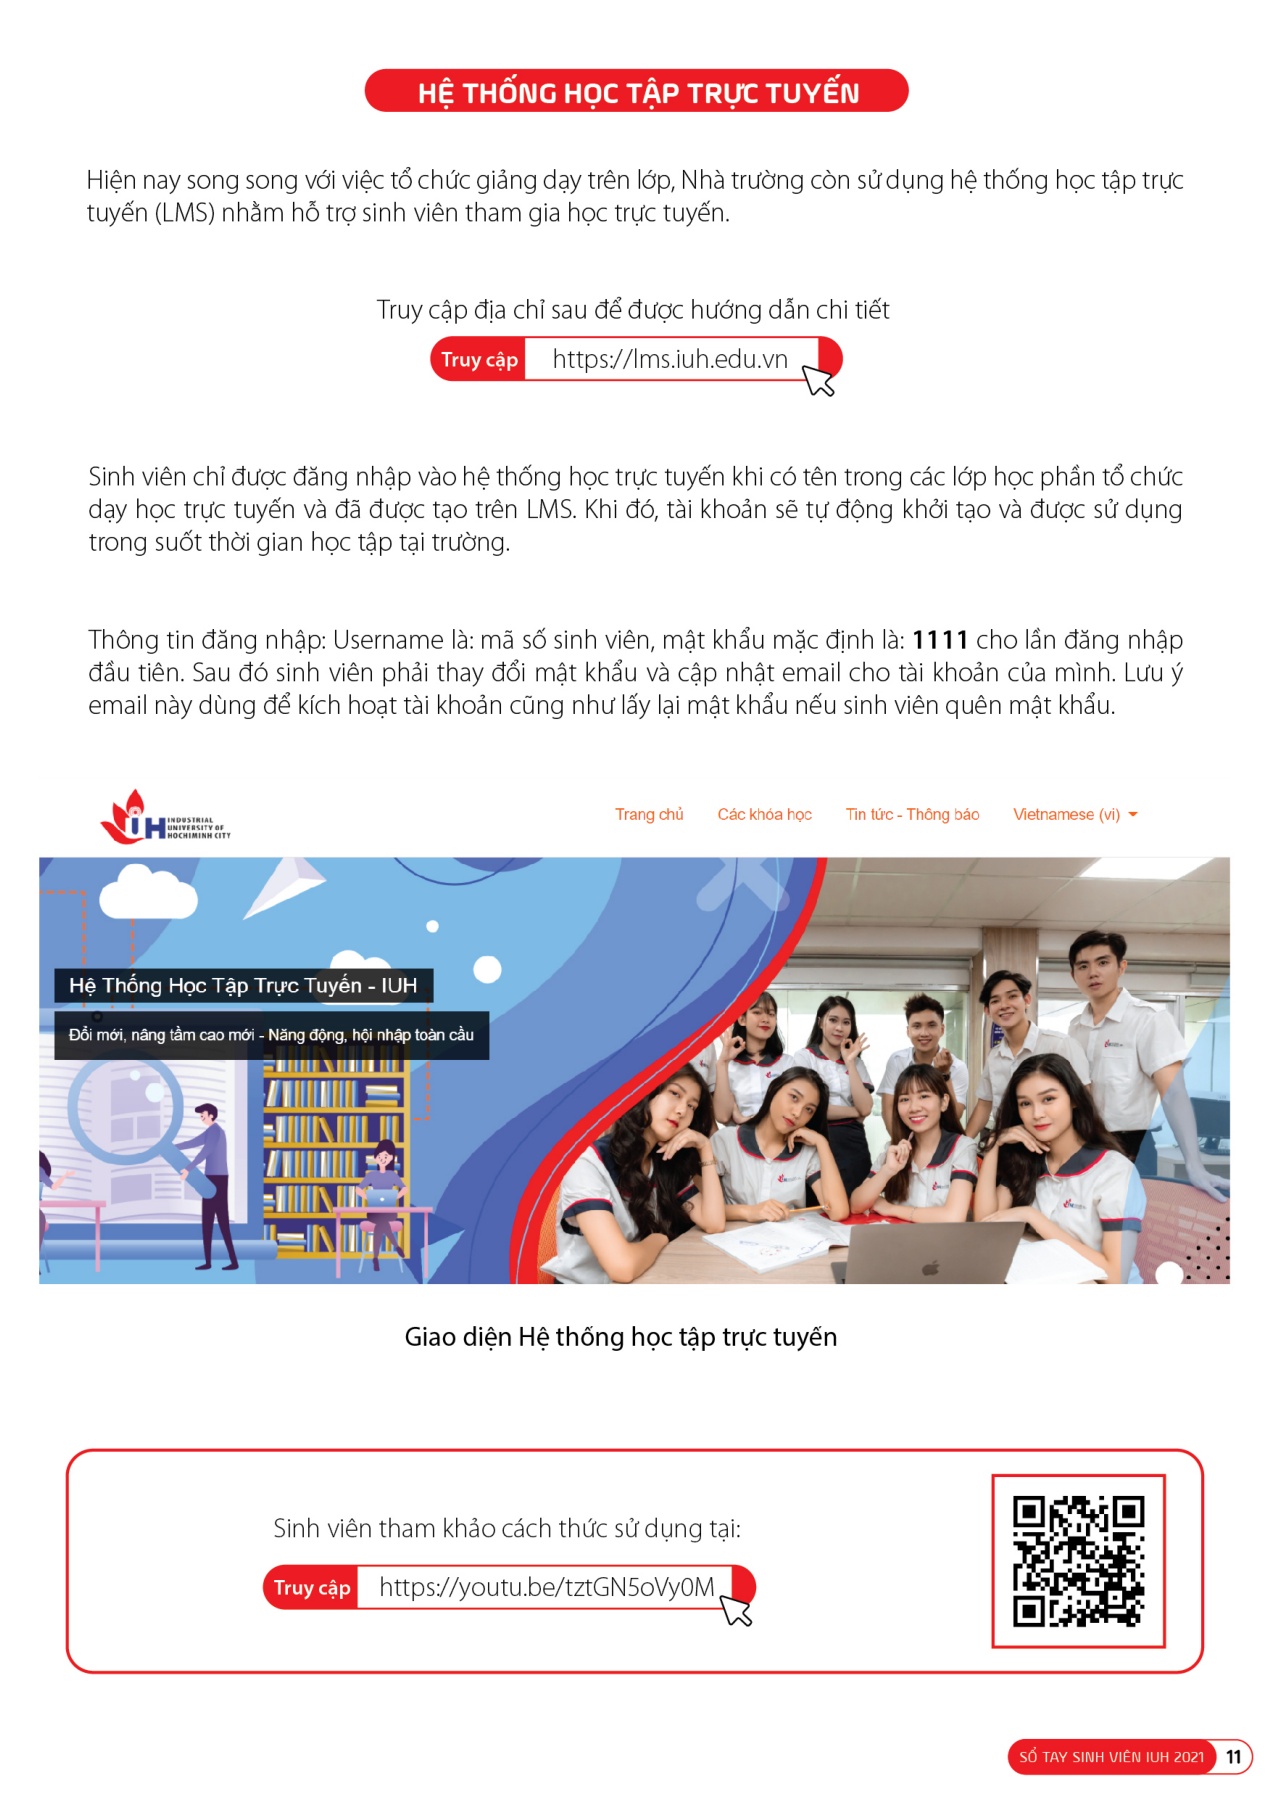 HỆ THỐNG HỌC TẬP TRỰC TUYẾN
Hiện nay song song với việc tổ chức giảng dạy trên lớp, Nhà trường còn sử dụng hệ thống học tập trực
tuyến (LMS) nhằm hỗ trợ sinh viên tham gia học trực tuyến.
Truy cập địa chỉ sau để được hướng dẫn chi tiết
Truy cập https://lms.iuh.edu.vn
Sinh viên chỉ được đăng nhập vào hệ thống học trực tuyến khi có tên trong các lớp học phần tổ chức
dạy học trực tuyến và đã được tạo trên LMS. Khi đó, tài khoản sẽ tự động khởi tạo và được sử dụng
trong suốt thời gian học tập tại trường.
Thông tin đăng nhập: Username là: mã số sinh viên, mật khẩu mặc định là: 1111 cho lần đăng nhập
đầu tiên. Sau đó sinh viên phải thay đổi mật khẩu và cập nhật email cho tài khoản của mình. Lưu ý
email này dùng để kích hoạt tài khoản cũng như lấy lại mật khẩu nếu sinh viên quên mật khẩu.
IUH INDUSTRIAL
UNIVERSITY OF
HOCHIMINH CITY
Trang chủ Các khóa học Tin tức - Thông báo Vietnamese (vi)
Hệ Thống Học Tập Trực Tuyến - IUH
Đổi mới, nâng tầm cao mới - Năng động, hội nhập toàn cầu
Giao diện Hệ thống học tập trực tuyến
Sinh viên tham khảo cách thức sử dụng tại:
Truy cập https://youtu.be/tztGN5oVy0M
SỔ TAY SINH VIÊN IUH 2021 11